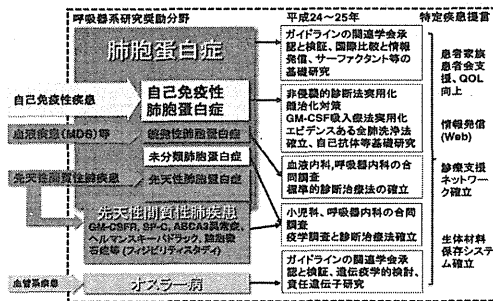 呼吸器系研究奨励分野
平成24～25年
特定疾患提言
肺胞蛋白症
自己免疫性疾患
自己免疫性
肺胞蛋白症
血液疾患(MDS)等
続発性肺胞蛋白症
未分類肺胞蛋白症
先天性間質性肺疾患
先天性肺胞蛋白症
先天性間質性肺疾患
GM-CSFR, SP-C, ABCA3異常症,
ヘルマンスキーパドラック, 肺胞微
石症等 (フィジビリティスタディ)
血管系疾患
オスラー病
ガイドラインの関連学会承
認と検証、国際比較と情報
発信、サーファクタント等の
基礎研究
非侵襲的診断法実用化
難治化対策
GM-CSF吸入療法実用化
エビデンスある全肺洗浄法
確立、自己抗体等基礎研究
血液内科,呼吸器内科の合
同調査
標準的診断治療法の確立
小児科、呼吸器内科の合同
調査
疫学調査と診断治療法確立
ガイドラインの関連学会承
認と検証、遺伝疫学的検討、
責任遺伝子研究
患者家族
患者会支
援、QOL
向上
情報発信
(Web)
診療支援
ネットワー
ク確立
生体材料
保存システ
ム確立